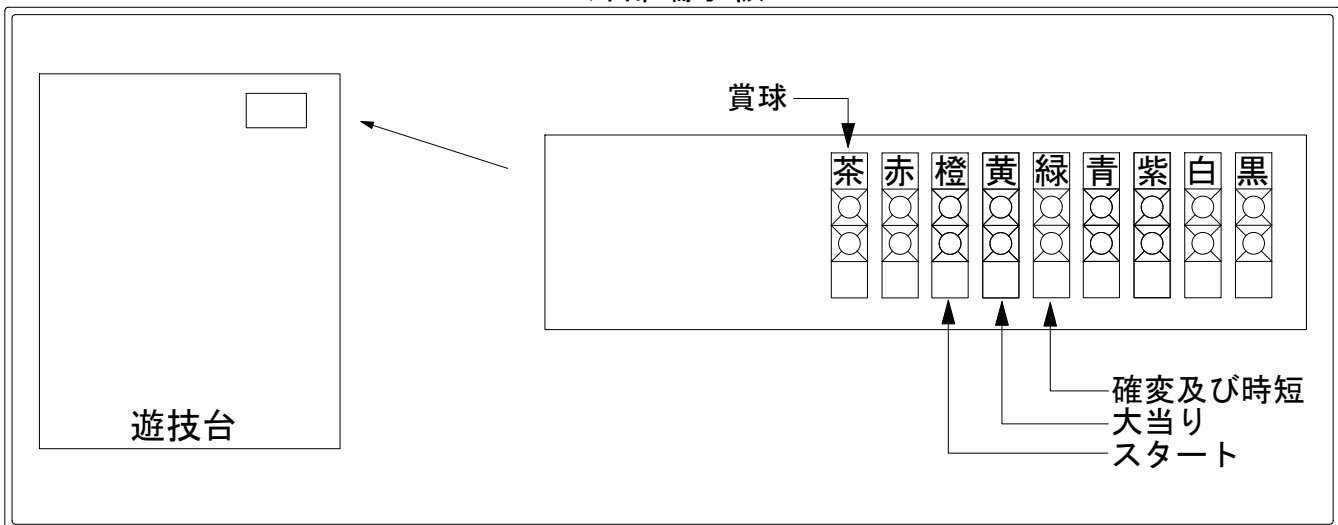 賞球
茶 赤 橙 黄 緑 青 紫 白 黒
確変及び時短
大当り
スタート
遊技台